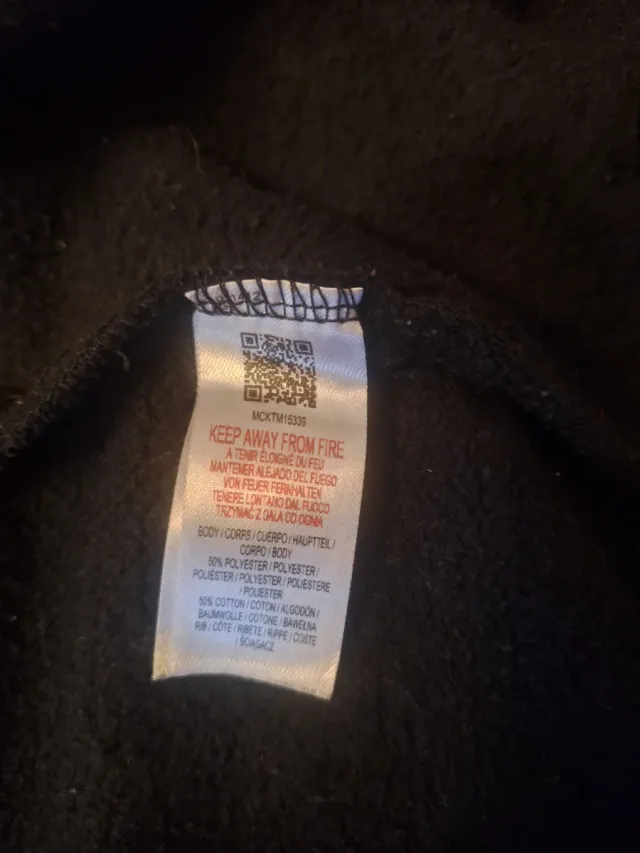 MCKTM15339
KEEP AWAY FROM FIRE
A TENIR ÉLOIGNÉ DU FEU
MANTENER ALEJADO DEL FUEGO
VON FEUER FERNHALTEN
TENERE LONTANO DAL FUOCO
TRZYMAĆ Z DALA OD OGNIA
BODY / CORPS / CUERPO / HAUPTTEIL /
CORPO / BODY
50% POLYESTER / POLYESTER /
POLIÉSTER / POLYESTER / POLIESTERE
/ POLIESTER
50% COTTON / COTON / ALGODÓN /
BAUMWOLLE / COTONE / BAWEŁNA
RIB / CÔTE / RIBETE / RIPPE / COSTE
/ ŚCIĄGACZ